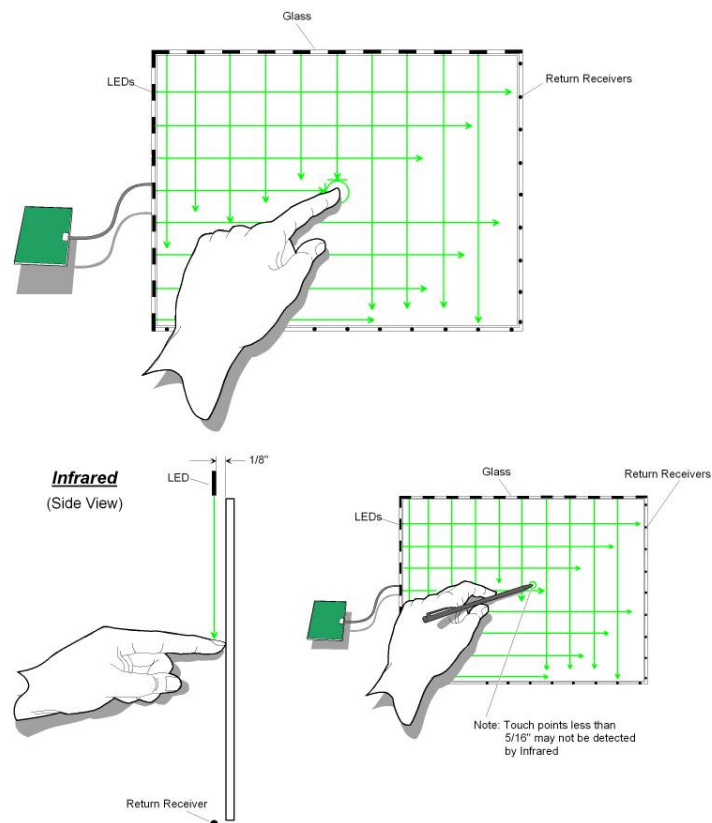 Glass
LEDs
Return Receivers
Infrared
(Side View)
LED
1/8"
Return Receiver
Glass
Return Receivers
LEDs
Note: Touch points less than
5/16" may not be detected
by Infrared